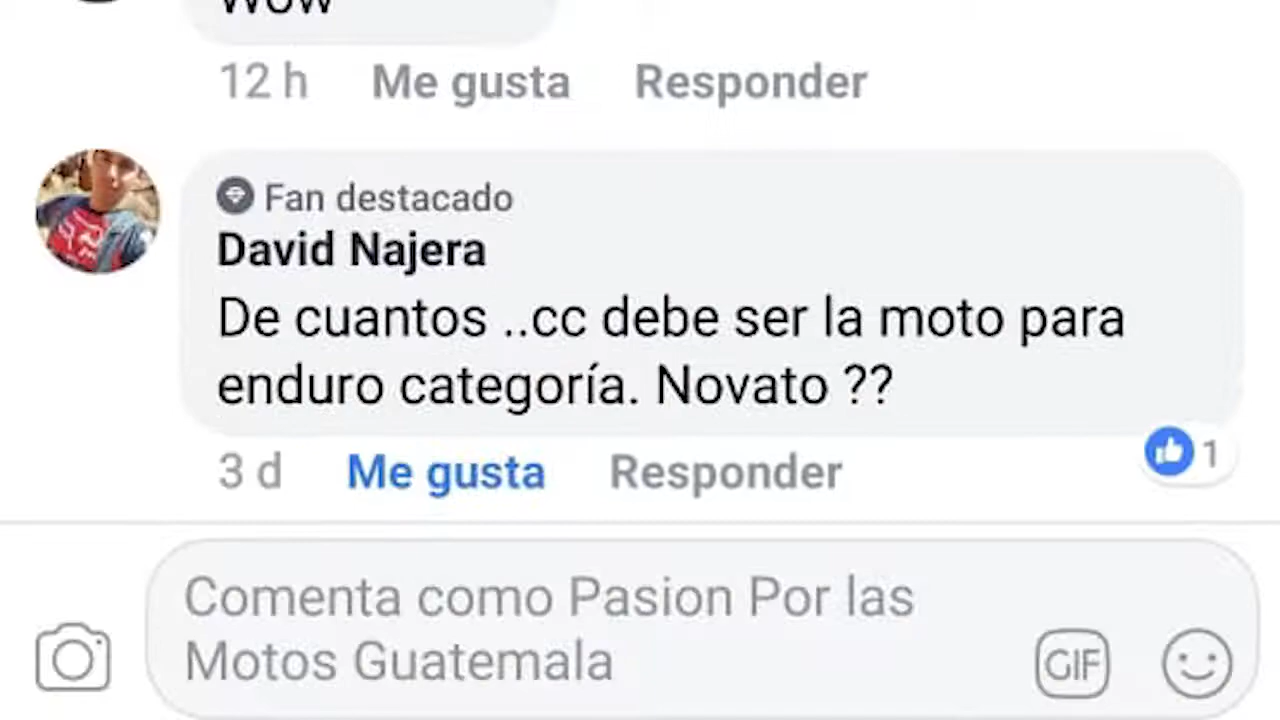 Wow
12 h Me gusta Responder
Fan destacado
David Najera
De cuantos ..cc debe ser la moto para
enduro categoría. Novato ??
3 d Me gusta Responder
1
Comenta como Pasion Por las
Motos Guatemala
GIF